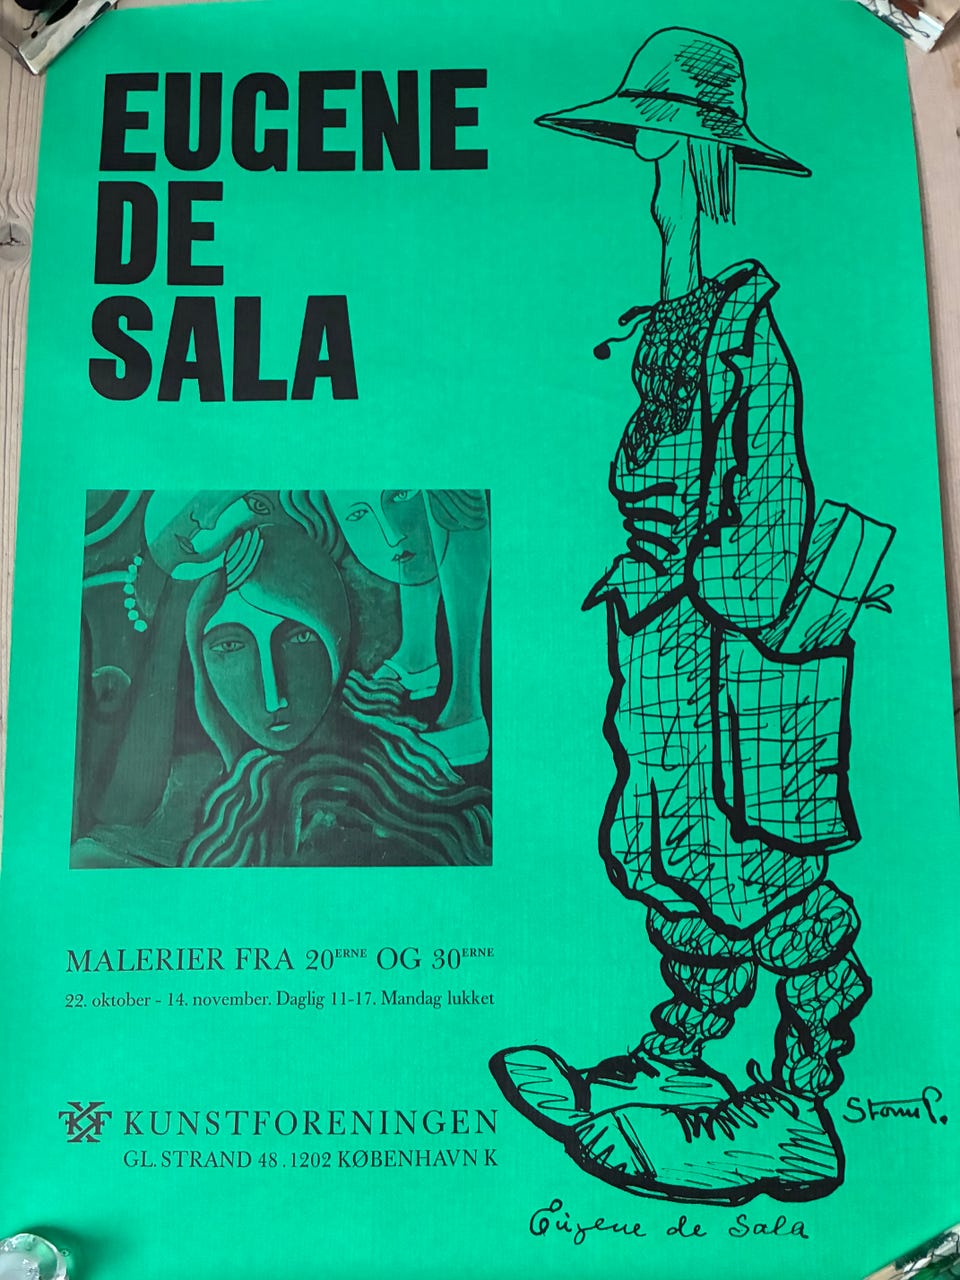 EUGENE
DE
SALA
MALERIER FRA 20ERNE OG 30ERNE
22. oktober - 14. november. Daglig 11-17. Mandag lukket
KUNSTFORENINGEN
GL. STRAND 48 . 1202 KØBENHAVN K
Storm P.
Eugene de Sala